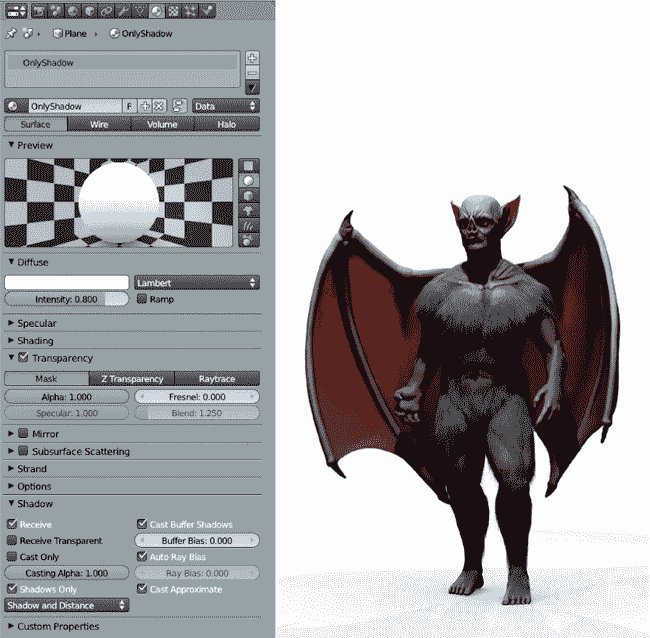 Plane OnlyShadow
OnlyShadow
OnlyShadow F Data
Surface Wire Volume Halo
Preview
Diffuse
Lambert
Intensity: 0.800 Ramp
Specular
Shading
Transparency
Mask Z Transparency Raytrace
Alpha: 1.000 Fresnel: 0.000
Specular: 1.000 Blend: 1.250
Mirror
Subsurface Scattering
Strand
Options
Shadow
Receive Cast Buffer Shadows
Receive Transparent Buffer Bias: 0.000
Cast Only Auto Ray Bias
Casting Alpha: 1.000 Ray Bias: 0.000
Shadows Only Cast Approximate
Shadow and Distance
Custom Properties